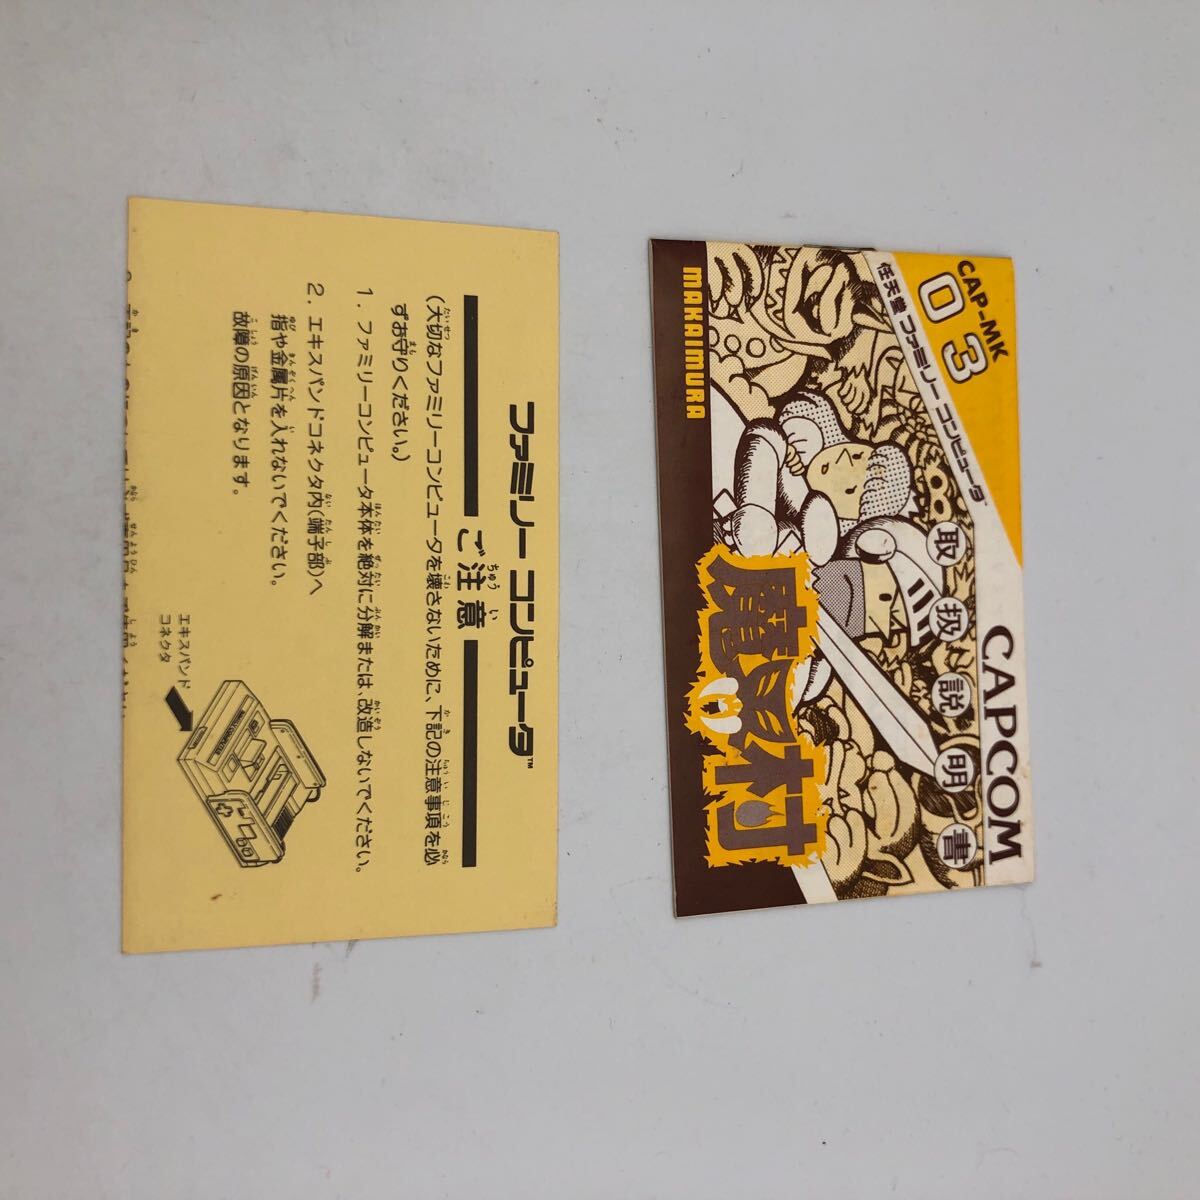 ファミリー コンピュータ™
ご注意
(大切なファミリーコンピュータを壊さないために、下記の注意事項を必
ずお守りください。)
1. ファミリーコンピュータ本体を絶対に分解または、改造しないでください。
2. エキスパンドコネクタ内(端子部)へ
指や金属片を入れないでください。
故障の原因となります。
エキスパンド
コネクタ
CAP-MK
03
任天堂 ファミリー コンピュータ
CAPCOM
取扱説明書
魔界村
MAKAIMURA